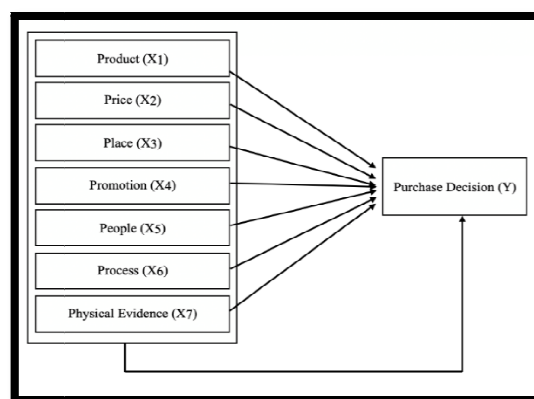 Product (X1)
Price (X2)
Place (X3)
Promotion (X4)
People (X5)
Process (X6)
Physical Evidence (X7)
Purchase Decision (Y)